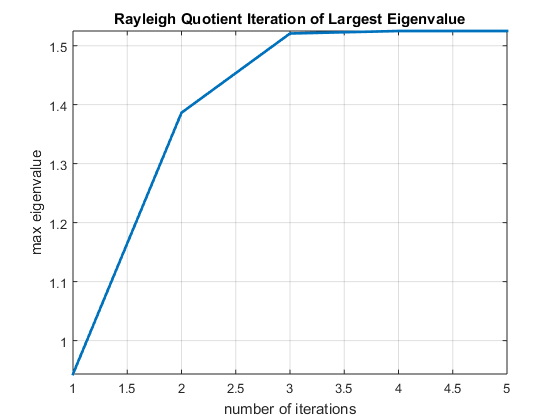 Rayleigh Quotient Iteration of Largest Eigenvalue
1.5
1.4
1.3
1.2
1.1
1
max eigenvalue
1 1.5 2 2.5 3 3.5 4 4.5 5
number of iterations